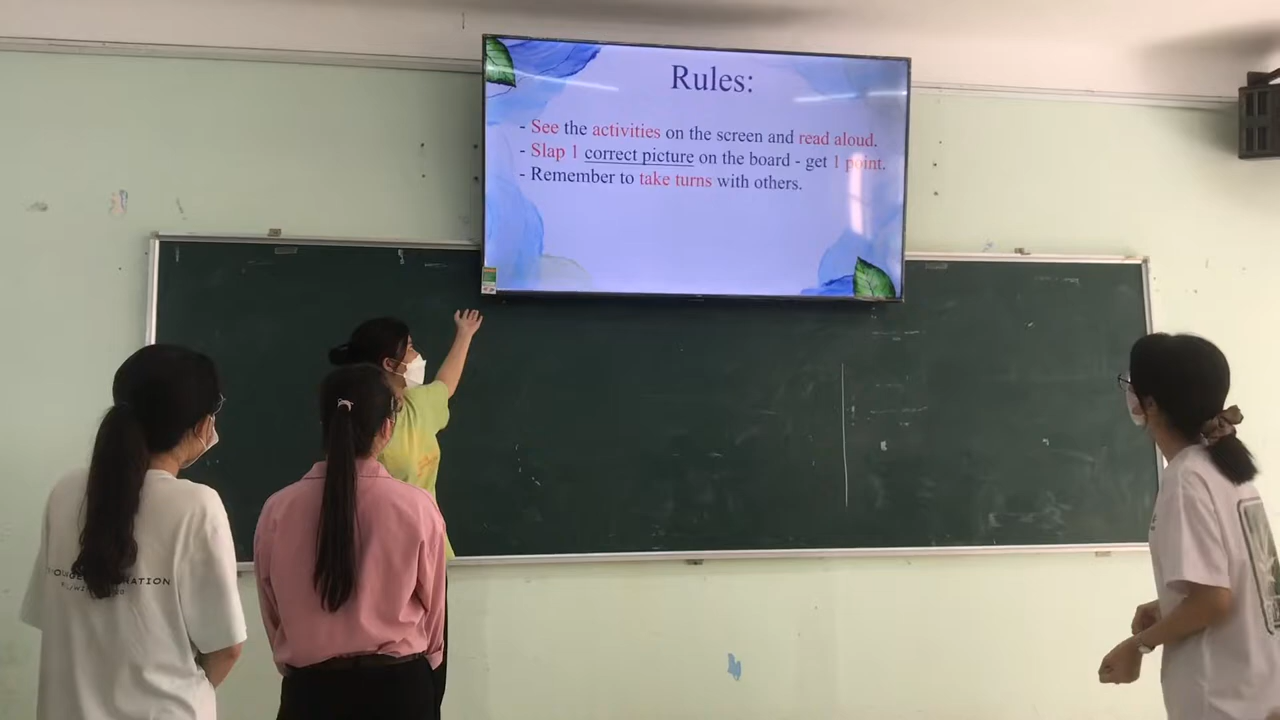 Rules:
- See the activities on the screen and read aloud.
- Slap 1 correct picture on the board - get 1 point.
- Remember to take turns with others.